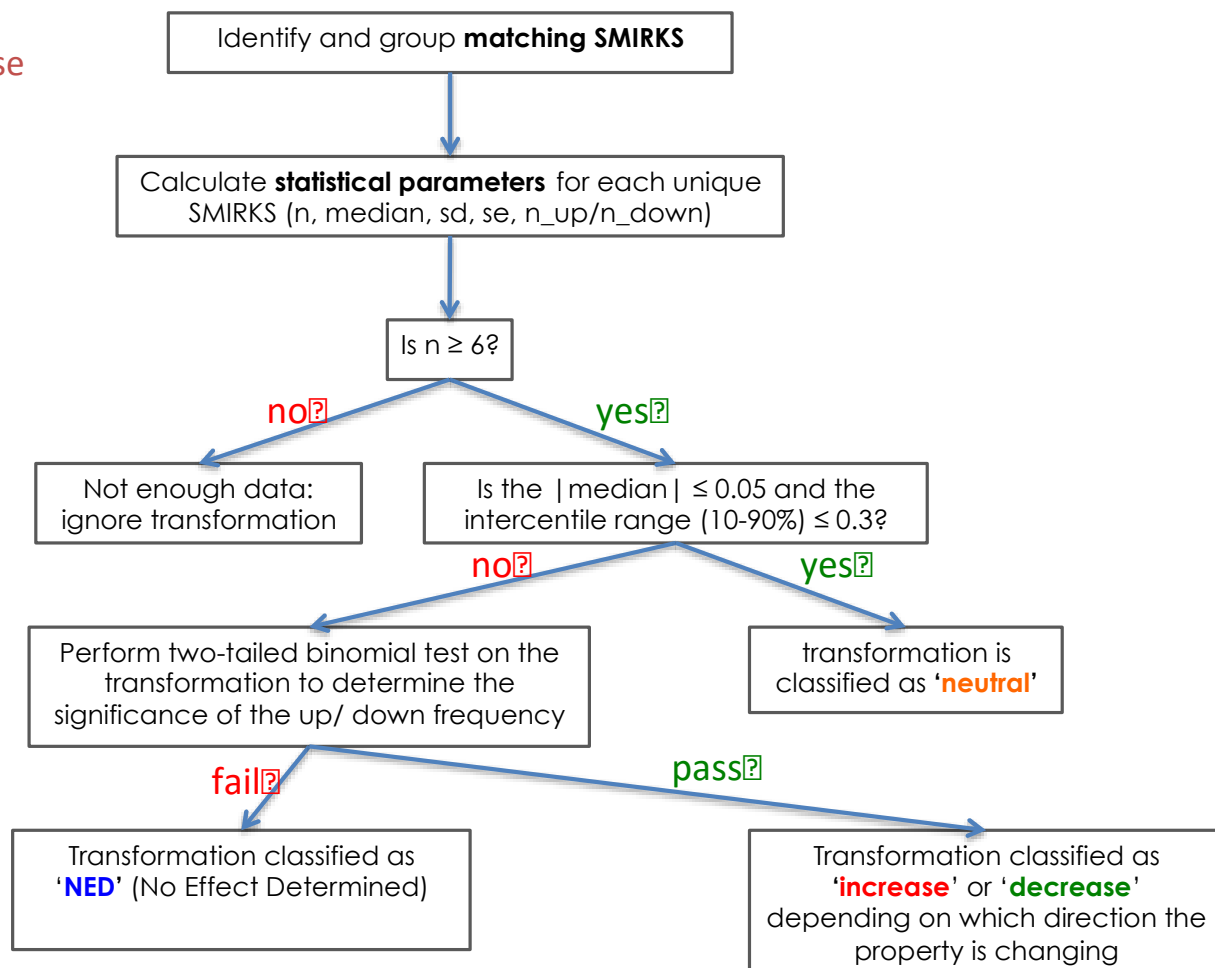 Identify and group matching SMIRKS
se
Calculate statistical parameters for each unique
SMIRKS (n, median, sd, se, n_up/n_down)
Is n ≥ 6?
no
yes
Not enough data:
ignore transformation
Is the |median| ≤ 0.05 and the
intercentile range (10-90%) ≤ 0.3?
no
yes
Perform two-tailed binomial test on the
transformation to determine the
significance of the up/ down frequency
transformation is
classified as ‘neutral’
fail
pass
Transformation classified as
‘NED’ (No Effect Determined)
Transformation classified as
‘increase’ or ‘decrease’
depending on which direction the
property is changing